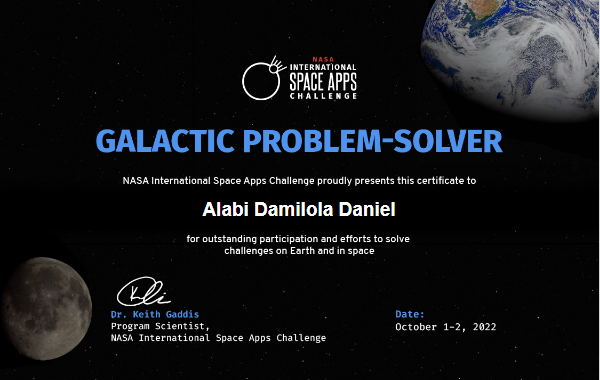 NASA
INTERNATIONAL
SPACE APPS
CHALLENGE
GALACTIC PROBLEM-SOLVER
NASA International Space Apps Challenge proudly presents this certificate to
Alabi Damilola Daniel
for outstanding participation and efforts to solve
challenges on Earth and in space
Dr. Keith Gaddis
Program Scientist,
NASA International Space Apps Challenge
Date:
October 1-2, 2022